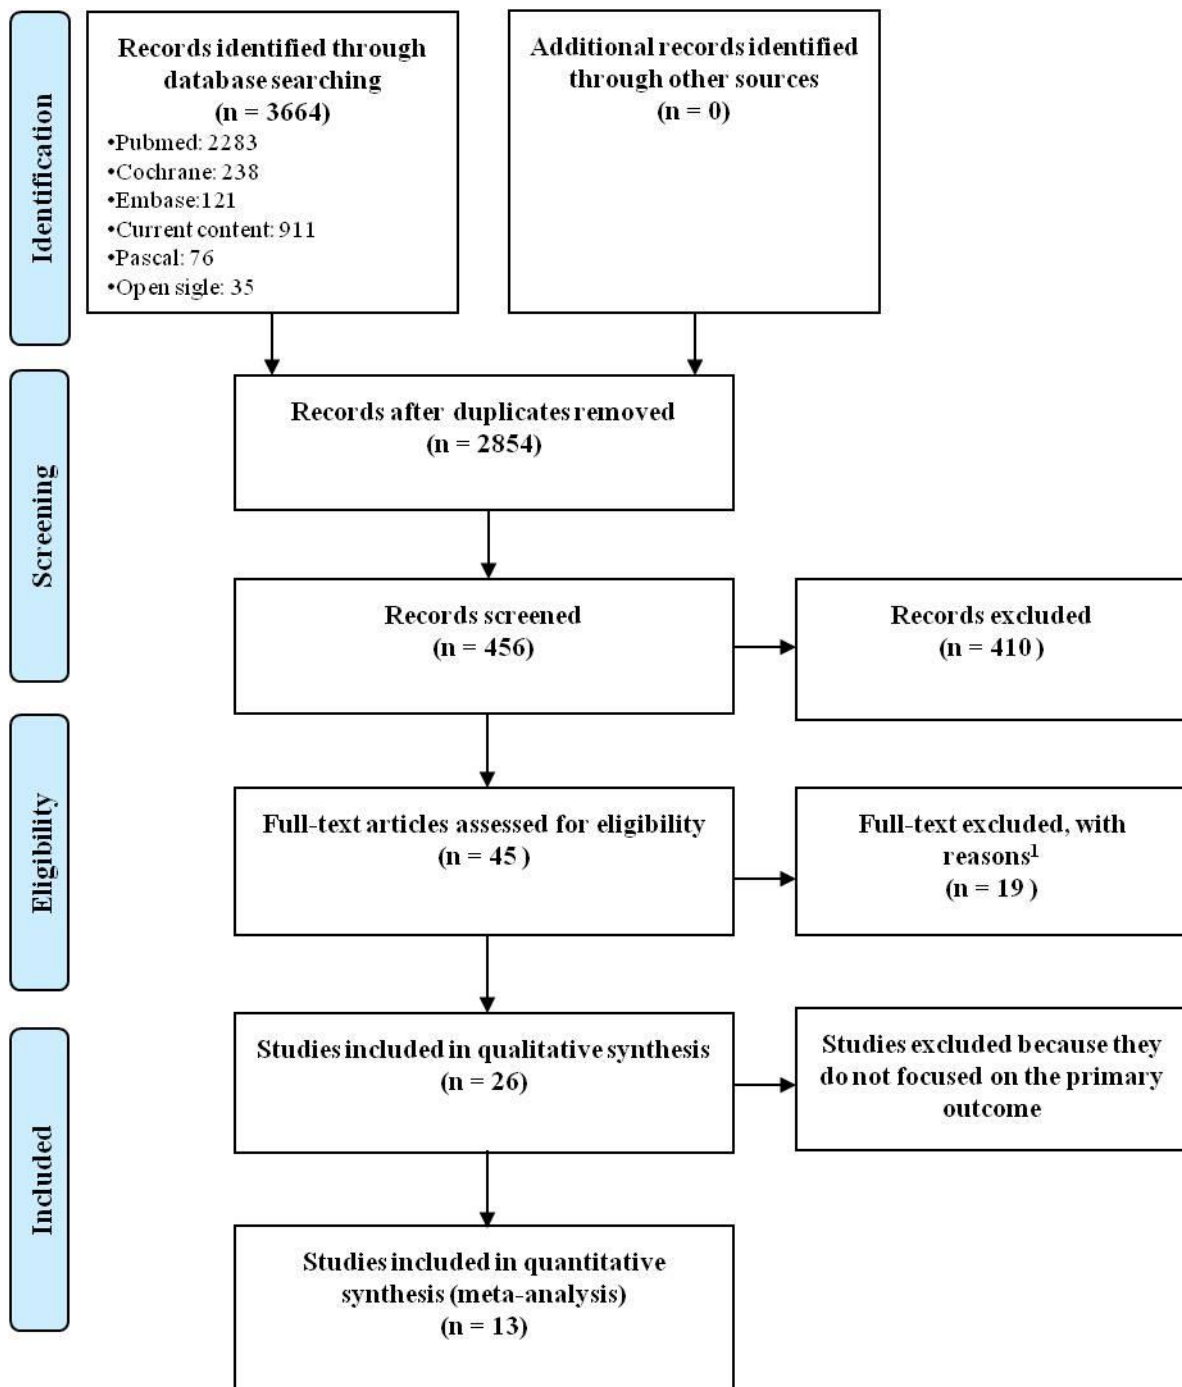 Identification
Records identified through
database searching
(n = 3664)
•Pubmed: 2283
•Cochrane: 238
•Embase:121
•Current content: 911
•Pascal: 76
•Open sigle: 35
Additional records identified
through other sources
(n = 0)
Screening
Records after duplicates removed
(n = 2854)
Records screened
(n = 456)
Records excluded
(n = 410 )
Eligibility
Full-text articles assessed for eligibility
(n = 45 )
Full-text excluded, with
reasons¹
(n = 19 )
Included
Studies included in qualitative synthesis
(n = 26)
Studies excluded because they
do not focused on the primary
outcome
Studies included in quantitative
synthesis (meta-analysis)
(n = 13)